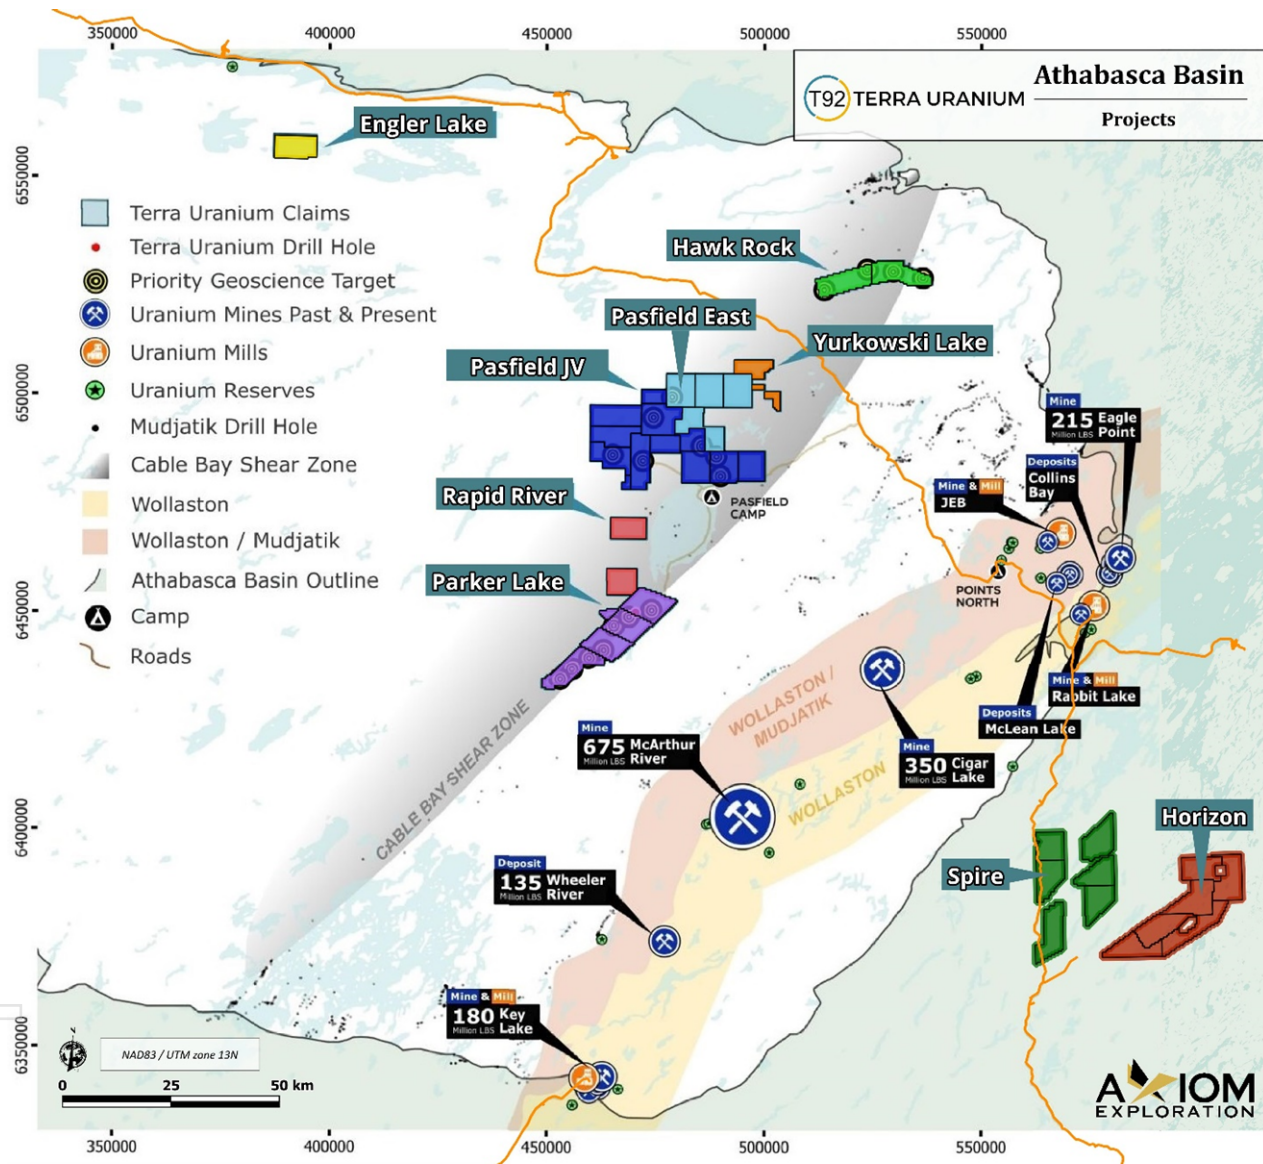 350000 400000 450000 500000 550000
T92 TERRA URANIUM
Athabasca Basin
Projects
Engler Lake
6550000
6500000
6450000
6400000
6350000
Terra Uranium Claims
Terra Uranium Drill Hole
Priority Geoscience Target
Uranium Mines Past & Present
Uranium Mills
Uranium Reserves
Mudjatik Drill Hole
Cable Bay Shear Zone
Wollaston
Wollaston / Mudjatik
Athabasca Basin Outline
Camp
Roads
Hawk Rock
Pasfield East
Yurkowski Lake
Pasfield JV
Rapid River
PASFIELD
CAMP
Parker Lake
Mine
215 Eagle
Million LBS Point
Deposits
Collins
Bay
Mine & Mill
JEB
POINTS
NORTH
Mine & Mill
Rabbit Lake
Deposits
McLean Lake
WOLLASTON /
MUDJATIK
WOLLASTON
CABLE BAY SHEAR ZONE
Mine
675 McArthur
Million LBS River
Mine
350 Cigar
Million LBS Lake
Deposit
135 Wheeler
Million LBS River
Mine & Mill
180 Key
Million LBS Lake
Spire
Horizon
NAD83 / UTM zone 13N
0 25 50 km
AXIOM
EXPLORATION
350000 400000 450000 500000 550000